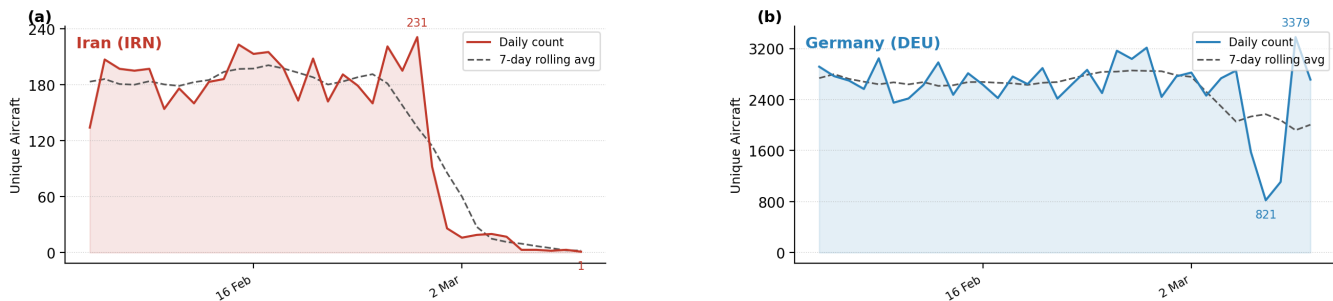 (a)
231
240
180
120
60
0
Unique Aircraft
Iran (IRN)
Daily count
7-day rolling avg
1
16 Feb
2 Mar
(b)
3379
3200
2400
1600
800
0
Unique Aircraft
Germany (DEU)
Daily count
7-day rolling avg
821
16 Feb
2 Mar